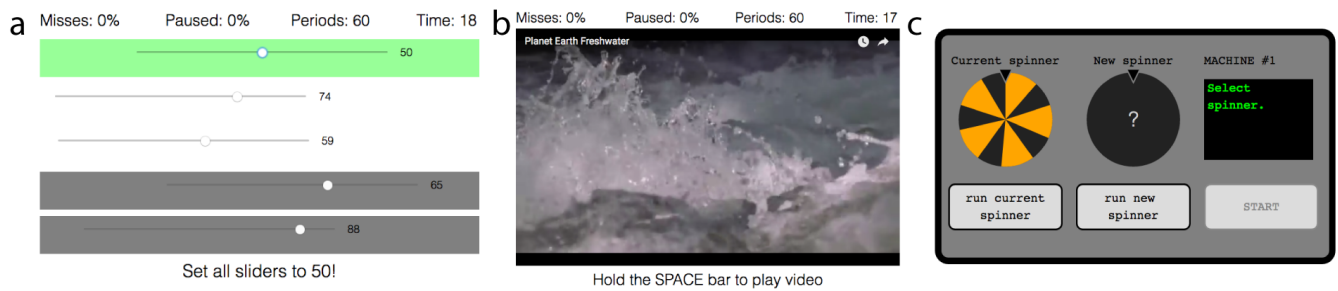 a
Misses: 0% Paused: 0% Periods: 60 Time: 18
50
74
59
65
88
Set all sliders to 50!
b
Misses: 0% Paused: 0% Periods: 60 Time: 17
Planet Earth Freshwater
Hold the SPACE bar to play video
c
Current spinner New spinner MACHINE #1
Select
spinner.
?
run current
spinner
run new
spinner
START